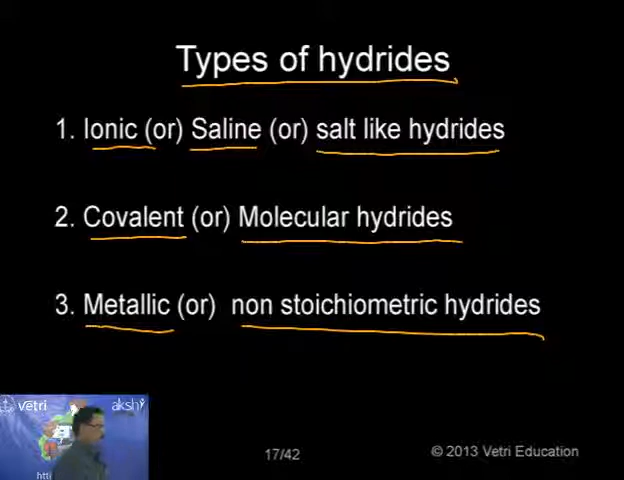 Types of hydrides
1. Ionic (or) Saline (or) salt like hydrides
2. Covalent (or) Molecular hydrides
3. Metallic (or) non stoichiometric hydrides
vetri
htt
17/42
© 2013 Vetri Education